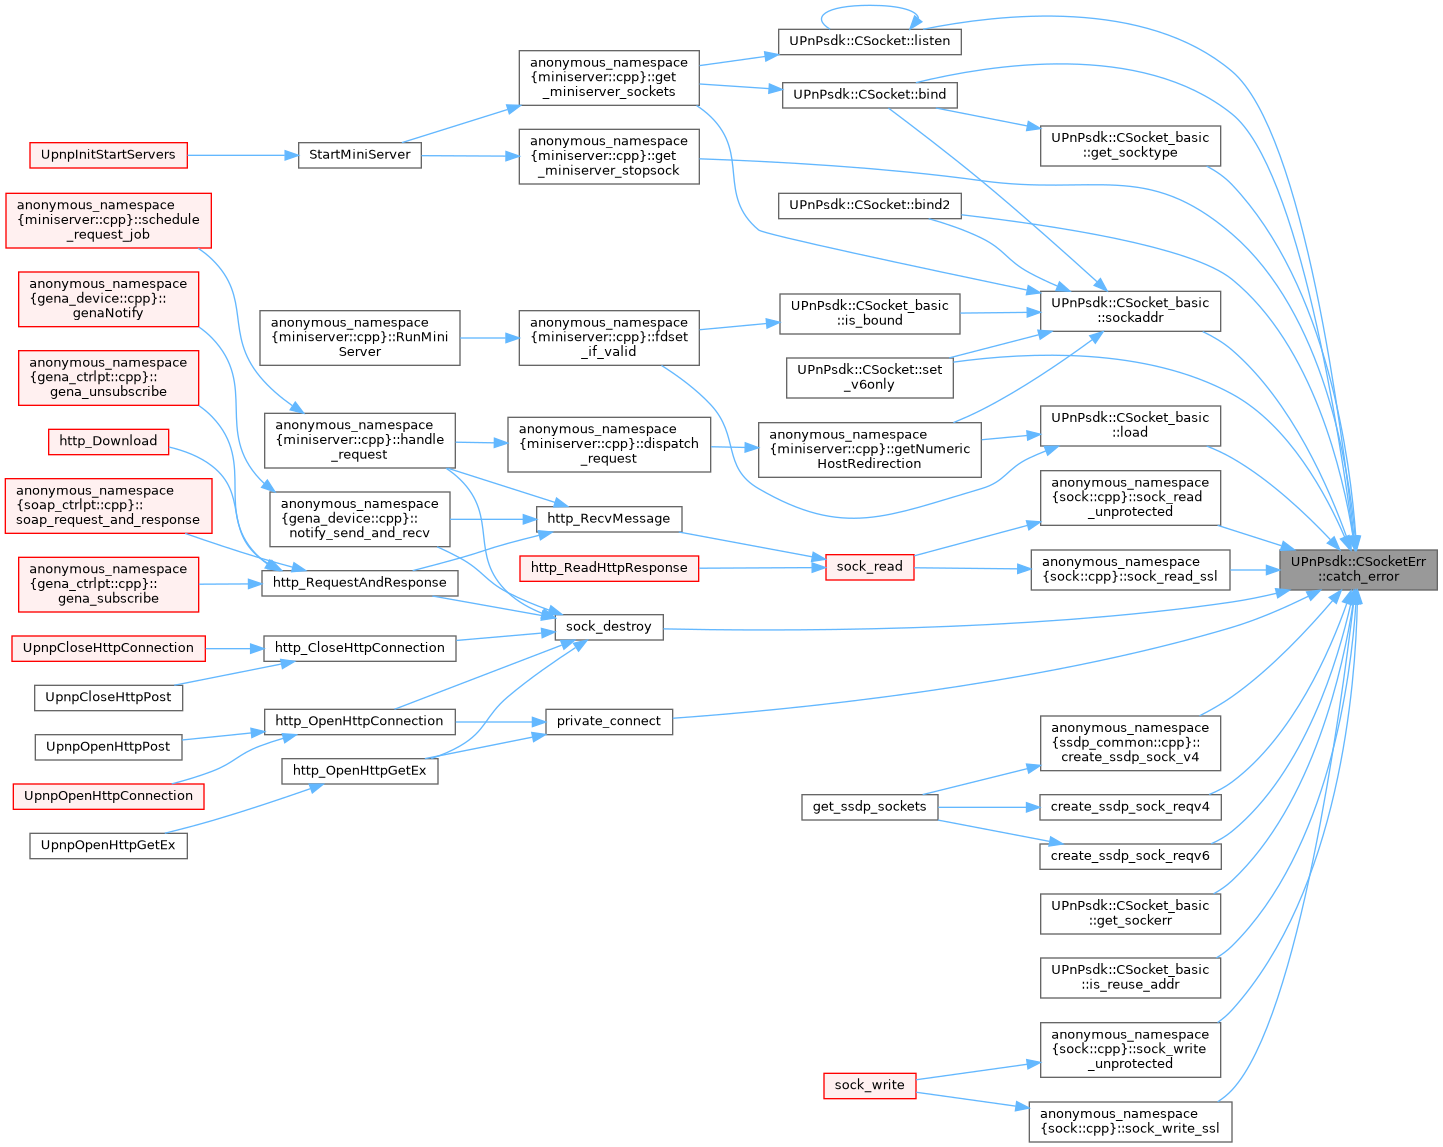 UPnPsdk::CSocket::listen
anonymous_namespace
{miniserver::cpp}::get
_miniserver_sockets
UPnPsdk::CSocket::bind
UpnpInitStartServers
StartMiniServer
anonymous_namespace
{miniserver::cpp}::get
_miniserver_stopsock
UPnPsdk::CSocket_basic
::get_socktype
anonymous_namespace
{miniserver::cpp}::schedule
_request_job
UPnPsdk::CSocket::bind2
anonymous_namespace
{gena_device::cpp}::
genaNotify
anonymous_namespace
{miniserver::cpp}::RunMini
Server
anonymous_namespace
{miniserver::cpp}::fdset
_if_valid
UPnPsdk::CSocket_basic
::is_bound
UPnPsdk::CSocket_basic
::sockaddr
anonymous_namespace
{gena_ctrlpt::cpp}::
gena_unsubscribe
UPnPsdk::CSocket::set
_v6only
http_Download
anonymous_namespace
{miniserver::cpp}::handle
_request
anonymous_namespace
{miniserver::cpp}::dispatch
_request
anonymous_namespace
{miniserver::cpp}::getNumeric
HostRedirection
UPnPsdk::CSocket_basic
::load
anonymous_namespace
{soap_ctrlpt::cpp}::
soap_request_and_response
anonymous_namespace
{gena_device::cpp}::
notify_send_and_recv
http_RecvMessage
anonymous_namespace
{sock::cpp}::sock_read
_unprotected
anonymous_namespace
{gena_ctrlpt::cpp}::
gena_subscribe
http_RequestAndResponse
http_ReadHttpResponse
sock_read
anonymous_namespace
{sock::cpp}::sock_read_ssl
UPnPsdk::CSocketErr
::catch_error
sock_destroy
UpnpCloseHttpConnection
http_CloseHttpConnection
UpnpCloseHttpPost
http_OpenHttpConnection
private_connect
UpnpOpenHttpPost
http_OpenHttpGetEx
anonymous_namespace
{ssdp_common::cpp}::
create_ssdp_sock_v4
UpnpOpenHttpConnection
get_ssdp_sockets
create_ssdp_sock_reqv4
UpnpOpenHttpGetEx
create_ssdp_sock_reqv6
UPnPsdk::CSocket_basic
::get_sockerr
UPnPsdk::CSocket_basic
::is_reuse_addr
anonymous_namespace
{sock::cpp}::sock_write
_unprotected
sock_write
anonymous_namespace
{sock::cpp}::sock_write_ssl